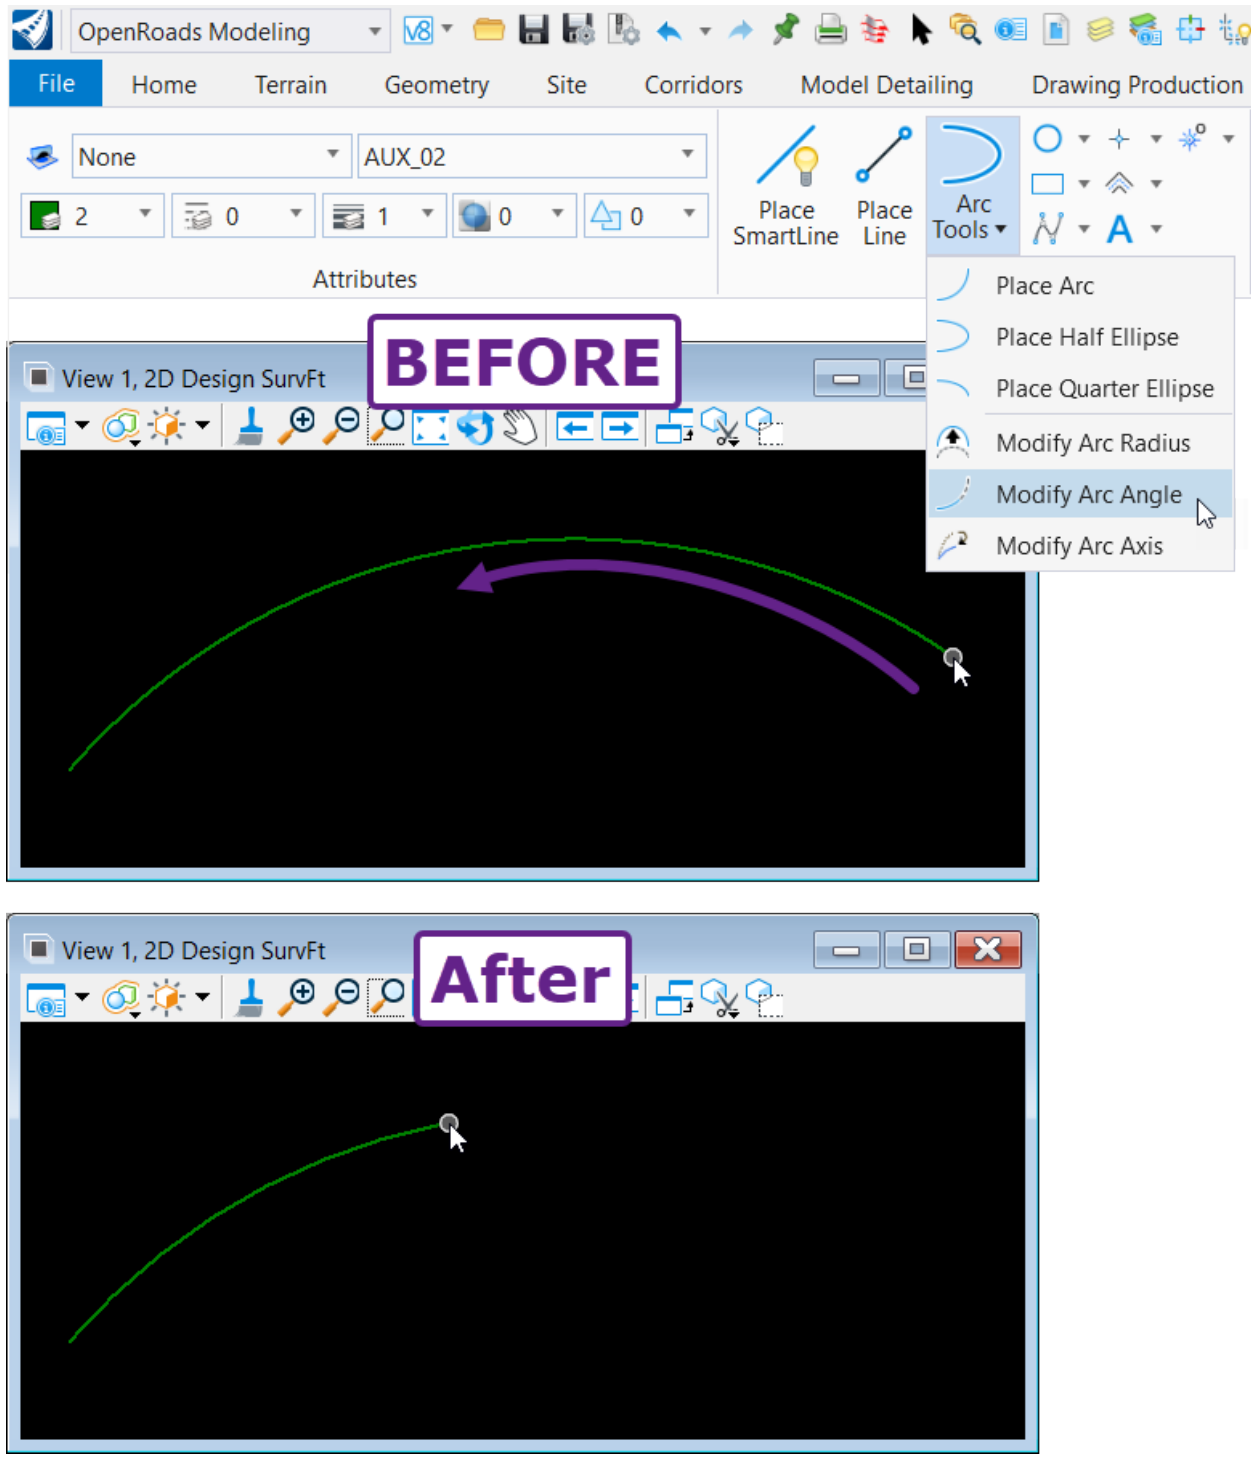 OpenRoads Modeling
V8
File Home Terrain Geometry Site Corridors Model Detailing Drawing Production
None AUX_02
2 0 1 0 0
Attributes
Place SmartLine
Place Line
Arc Tools
A
Place Arc
Place Half Ellipse
Place Quarter Ellipse
Modify Arc Radius
Modify Arc Angle
Modify Arc Axis
BEFORE
View 1, 2D Design SurvFt
After
View 1, 2D Design SurvFt